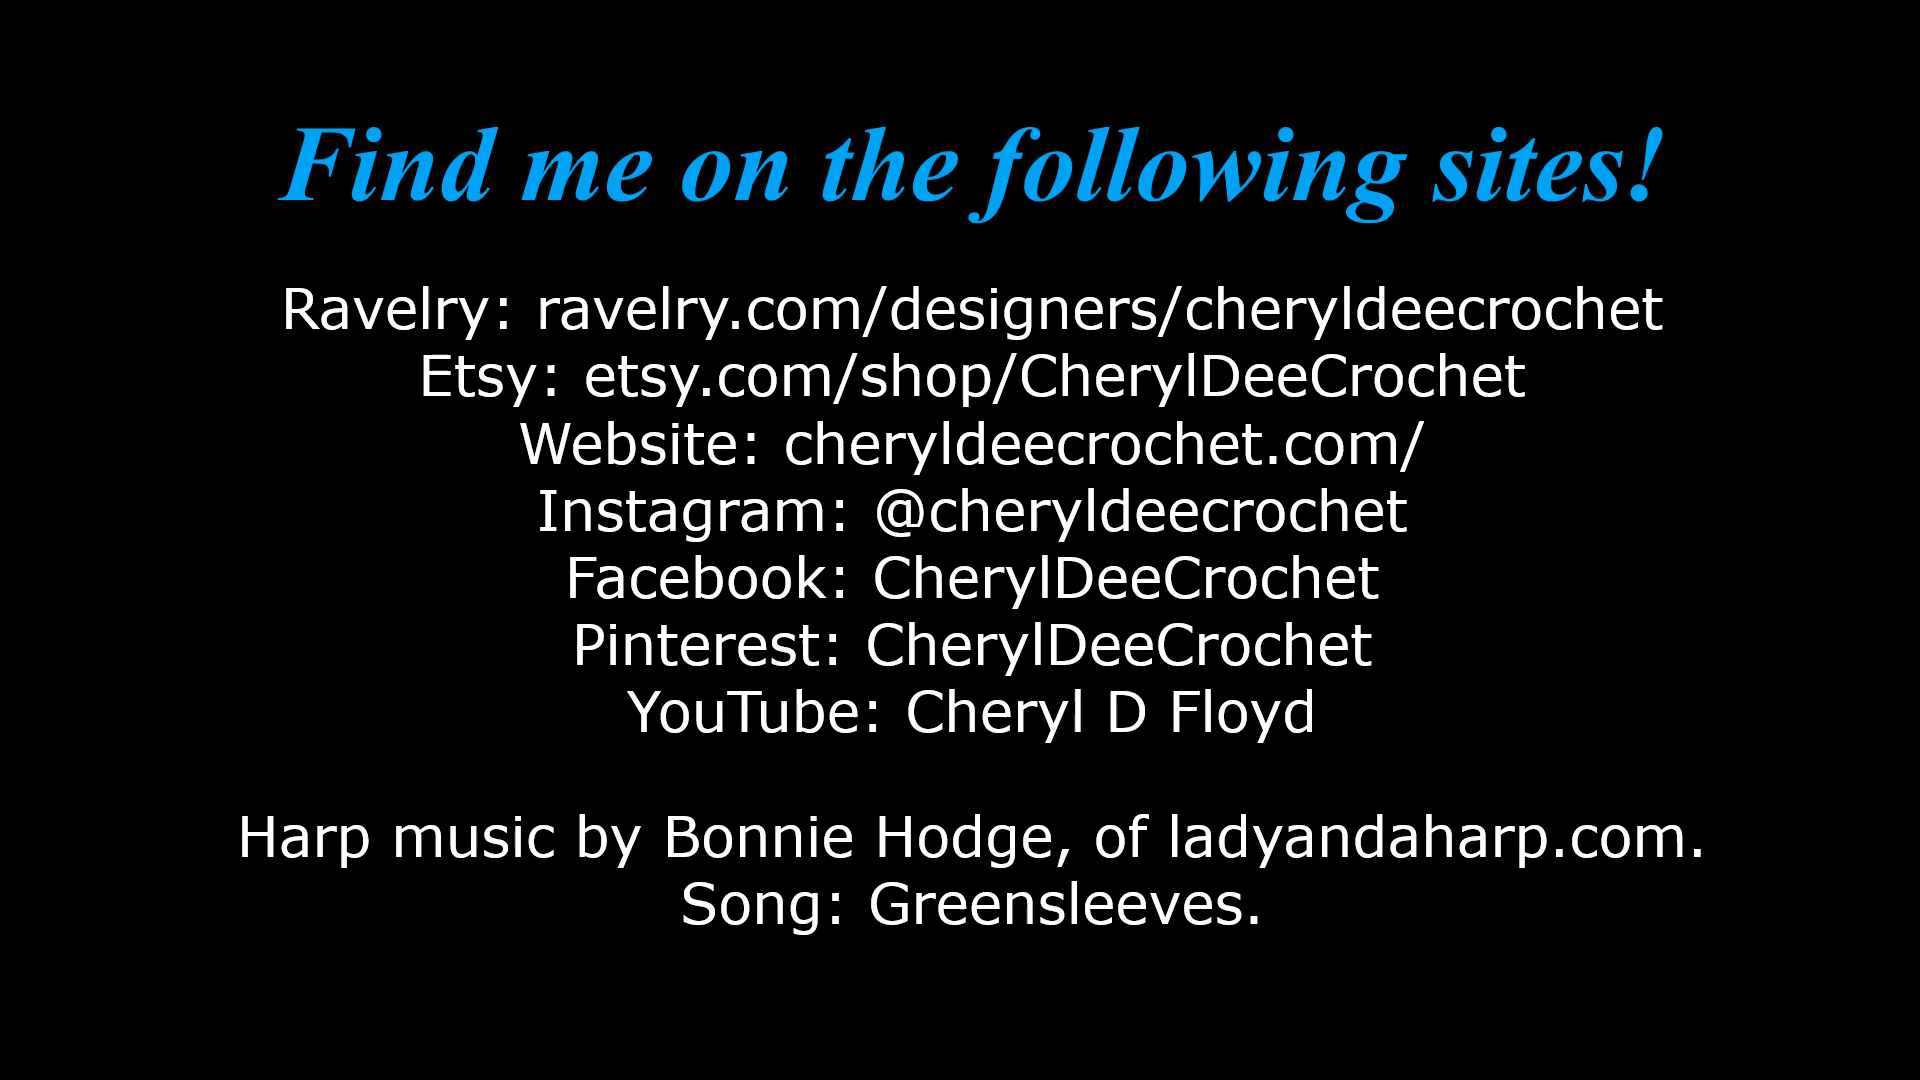 Find me on the following sites!
Ravelry: ravelry.com/designers/cheryldeecrochet
Etsy: etsy.com/shop/CherylDeeCrochet
Website: cheryldeecrochet.com/
Instagram: @cheryldeecrochet
Facebook: CherylDeeCrochet
Pinterest: CherylDeeCrochet
YouTube: Cheryl D Floyd
Harp music by Bonnie Hodge, of ladyandaharp.com.
Song: Greensleeves.